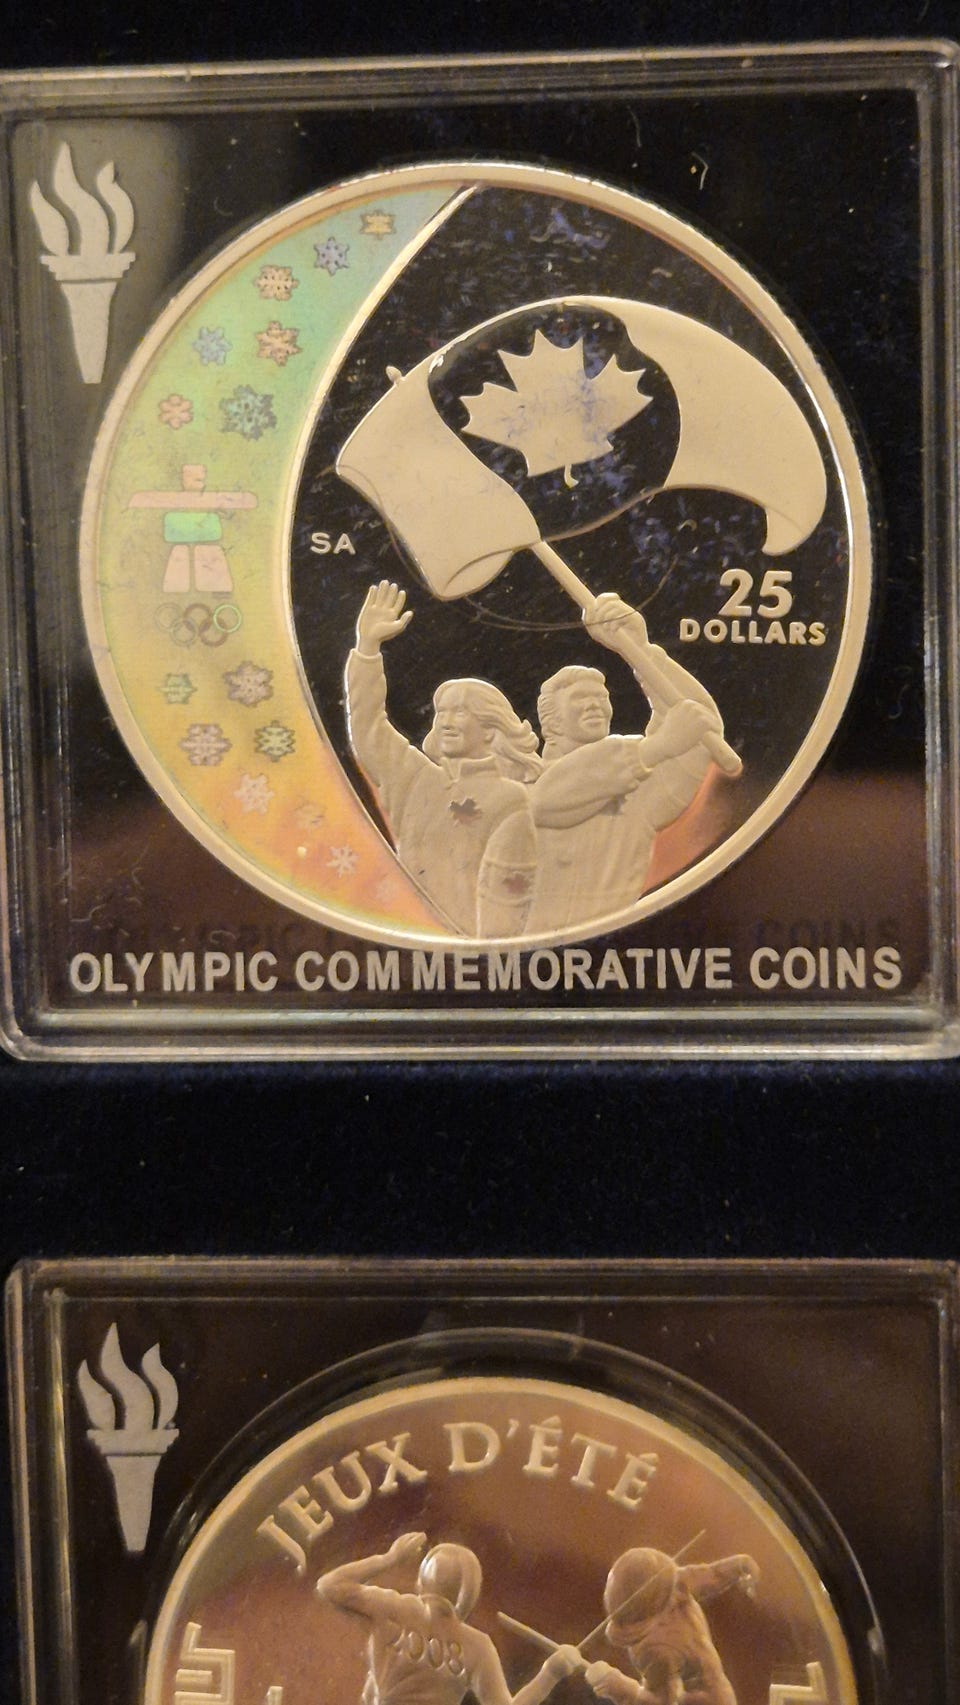 SA
25
DOLLARS
OLYMPIC COMMEMORATIVE COINS
JEUX D'ÉTÉ
2008